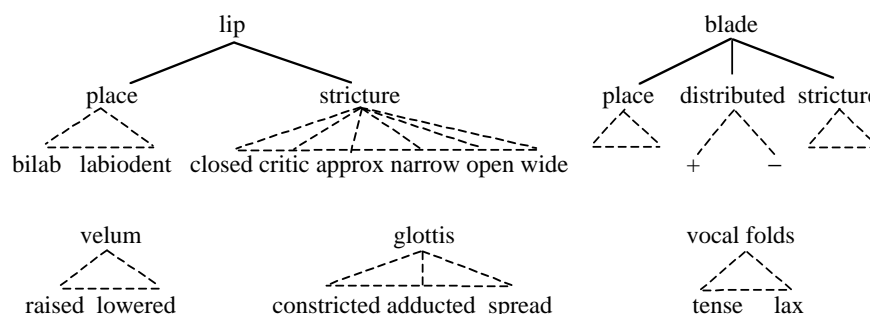 lip blade
place stricture place distributed stricture
bilab labiodent closed critic approx narrow open wide + −
velum glottis vocal folds
raised lowered constricted adducted spread tense lax